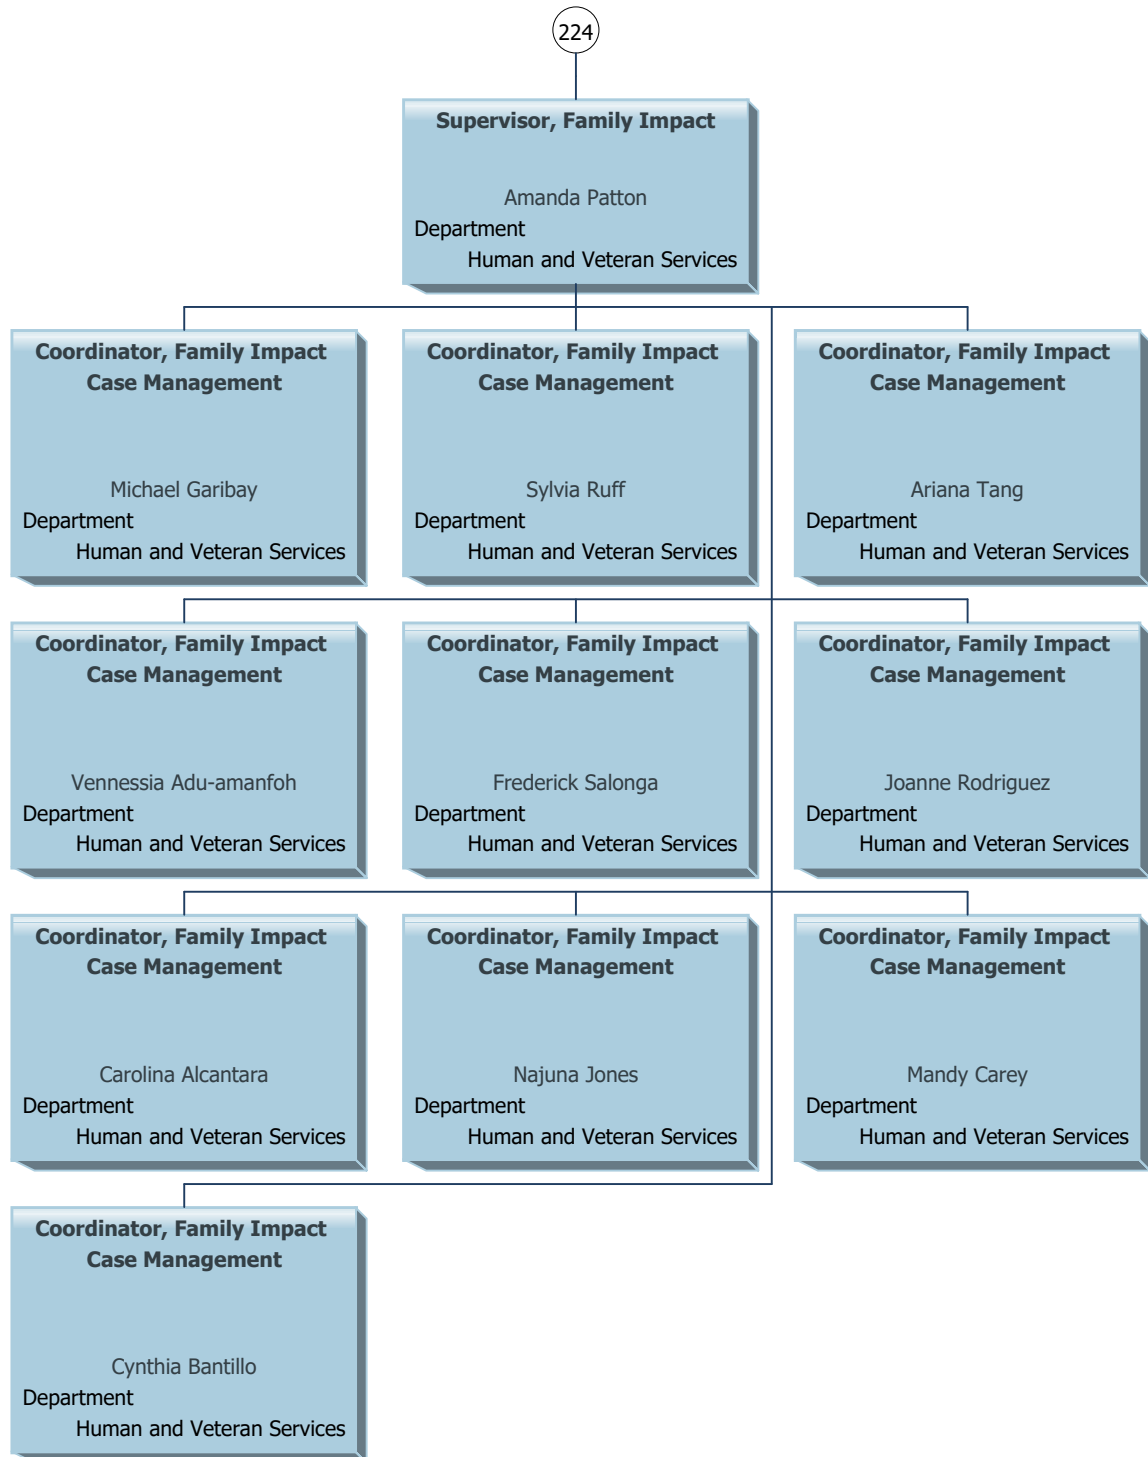 224
Supervisor, Family Impact
Amanda Patton
Department
Human and Veteran Services
Coordinator, Family Impact
Case Management
Michael Garibay
Department
Human and Veteran Services
Coordinator, Family Impact
Case Management
Sylvia Ruff
Department
Human and Veteran Services
Coordinator, Family Impact
Case Management
Ariana Tang
Department
Human and Veteran Services
Coordinator, Family Impact
Case Management
Vennessia Adu-amanfoh
Department
Human and Veteran Services
Coordinator, Family Impact
Case Management
Frederick Salonga
Department
Human and Veteran Services
Coordinator, Family Impact
Case Management
Joanne Rodriguez
Department
Human and Veteran Services
Coordinator, Family Impact
Case Management
Carolina Alcantara
Department
Human and Veteran Services
Coordinator, Family Impact
Case Management
Najuna Jones
Department
Human and Veteran Services
Coordinator, Family Impact
Case Management
Mandy Carey
Department
Human and Veteran Services
Coordinator, Family Impact
Case Management
Cynthia Bantillo
Department
Human and Veteran Services